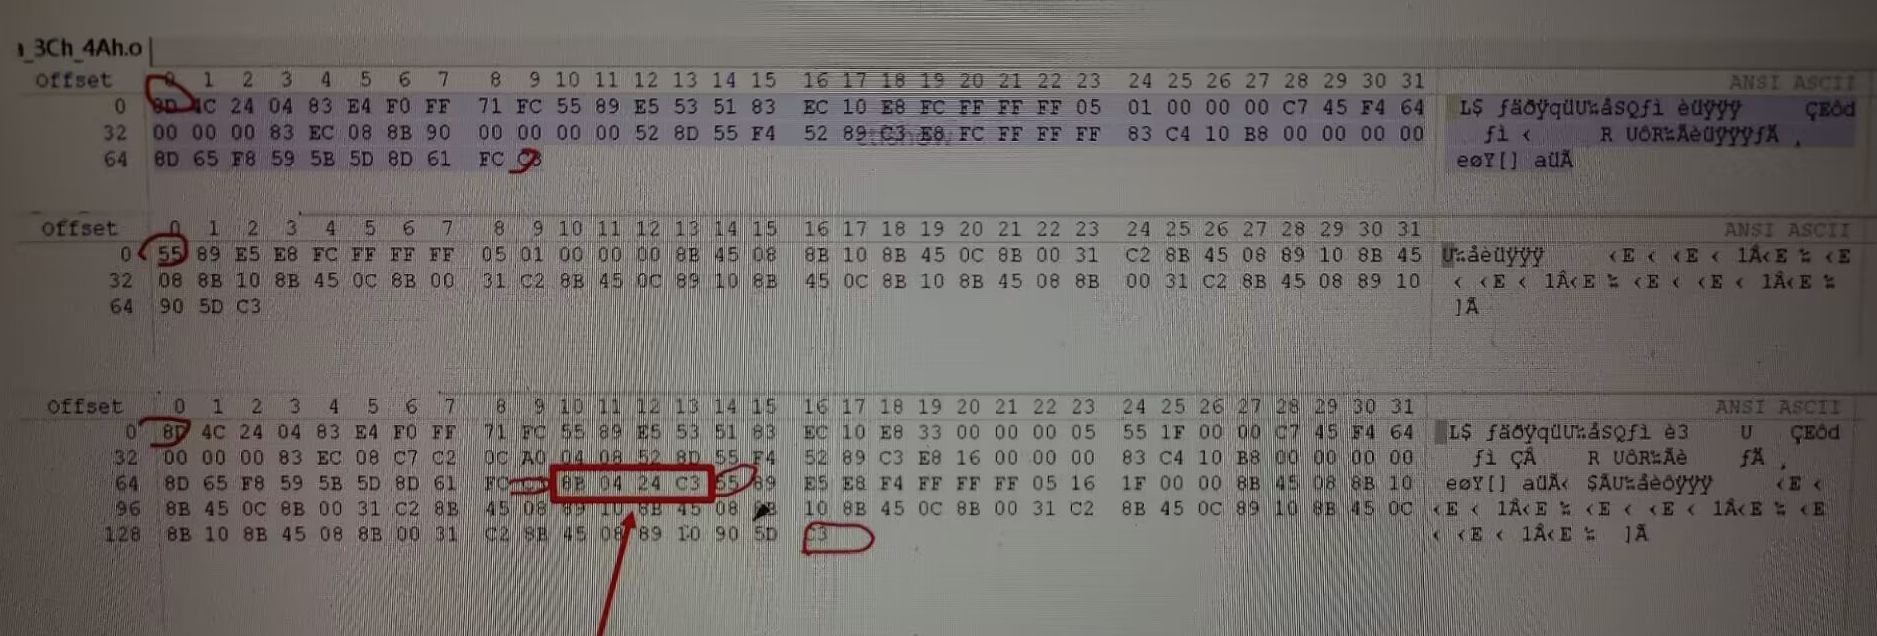 _3Ch_4Ah.o
Offset 0 1 2 3 4 5 6 7 8 9 10 11 12 13 14 15 16 17 18 19 20 21 22 23 24 25 26 27 28 29 30 31 ANSI ASCII
0 8D 4C 24 04 83 E4 F0 FF 71 FC 55 89 E5 53 51 83 EC 10 E8 FC FF FF FF 05 01 00 00 00 C7 45 F4 64 L$ ƒäðÿqüU‰åSQƒì èüÿÿÿ ÇEôd
32 00 00 00 83 EC 08 8B 90 00 00 00 00 52 8D 55 F4 52 89 C3 E8 FC FF FF FF 83 C4 10 B8 00 00 00 00 ƒì ‹ R UôR‰ÃèüÿÿÿƒÄ ¸
64 8D 65 F8 59 5B 5D 8D 61 FC C3 eøY[] aüÃ
Offset 0 1 2 3 4 5 6 7 8 9 10 11 12 13 14 15 16 17 18 19 20 21 22 23 24 25 26 27 28 29 30 31 ANSI ASCII
0 55 89 E5 E8 FC FF FF FF 05 01 00 00 00 8B 45 08 8B 10 8B 45 0C 8B 00 31 C2 8B 45 08 89 10 8B 45 U‰åèüÿÿÿ ‹E ‹ ‹E ‹ 1Â‹E ‰ ‹E
32 08 8B 10 8B 45 0C 8B 00 31 C2 8B 45 0C 89 10 8B 45 0C 8B 10 8B 45 08 8B 00 31 C2 8B 45 08 89 10 ‹ ‹E ‹ 1Â‹E ‰ ‹E ‹ ‹E ‹ 1Â‹E ‰
64 90 5D C3 ]Ã
Offset 0 1 2 3 4 5 6 7 8 9 10 11 12 13 14 15 16 17 18 19 20 21 22 23 24 25 26 27 28 29 30 31 ANSI ASCII
0 8D 4C 24 04 83 E4 F0 FF 71 FC 55 89 E5 53 51 83 EC 10 E8 33 00 00 00 05 55 1F 00 00 C7 45 F4 64 L$ ƒäðÿqüU‰åSQƒì è3 U ÇEôd
32 00 00 00 83 EC 08 C7 C2 0C A0 04 08 52 8D 55 F4 52 89 C3 E8 16 00 00 00 83 C4 10 B8 00 00 00 00 ƒì ÇÂ R UôR‰Ãè ƒÄ ¸
64 8D 65 F8 59 5B 5D 8D 61 FC C3 8B 04 24 C3 55 89 E5 E8 F4 FF FF FF 05 16 1F 00 00 8B 45 08 8B 10 eøY[] aüÃ‹ $ÃU‰åèôÿÿÿ ‹E ‹
96 8B 45 0C 8B 00 31 C2 8B 45 08 89 10 8B 45 08 8B 10 8B 45 0C 8B 00 31 C2 8B 45 0C 89 10 8B 45 0C ‹E ‹ 1Â‹E ‰ ‹E ‹ ‹E ‹ 1Â‹E ‰ ‹E
128 8B 10 8B 45 08 8B 00 31 C2 8B 45 08 89 10 90 5D C3 ‹ ‹E ‹ 1Â‹E ‰ ]Ã